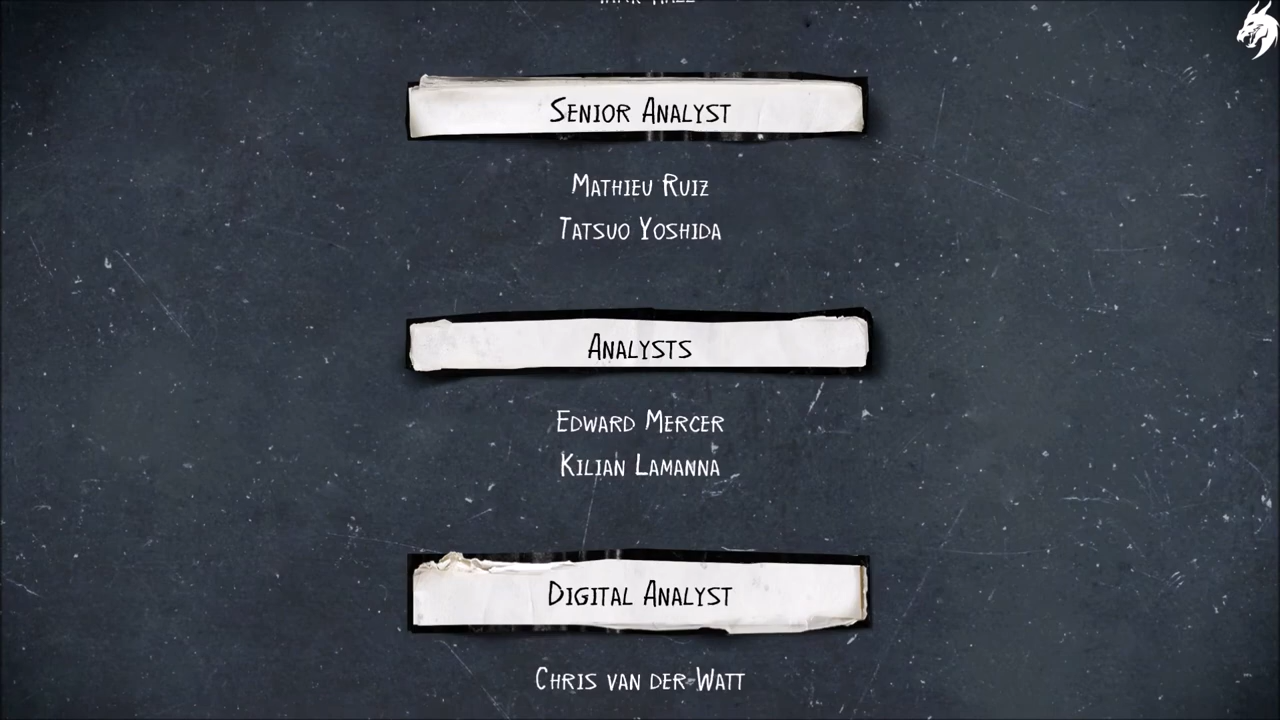 Senior Analyst
Mathieu Ruiz
Tatsuo Yoshida
Analysts
Edward Mercer
Kilian Lamanna
Digital Analyst
Chris van der Watt